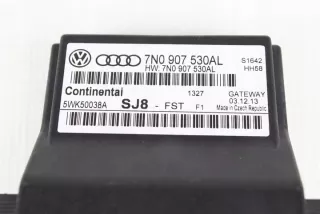 7N0 907 530AL S1642
HW: 7N0 907 530AL HH58
Continental 1327 GATEWAY
5WK50038A SJ8 - FST F1 03.12.13
Made in Czech Republic